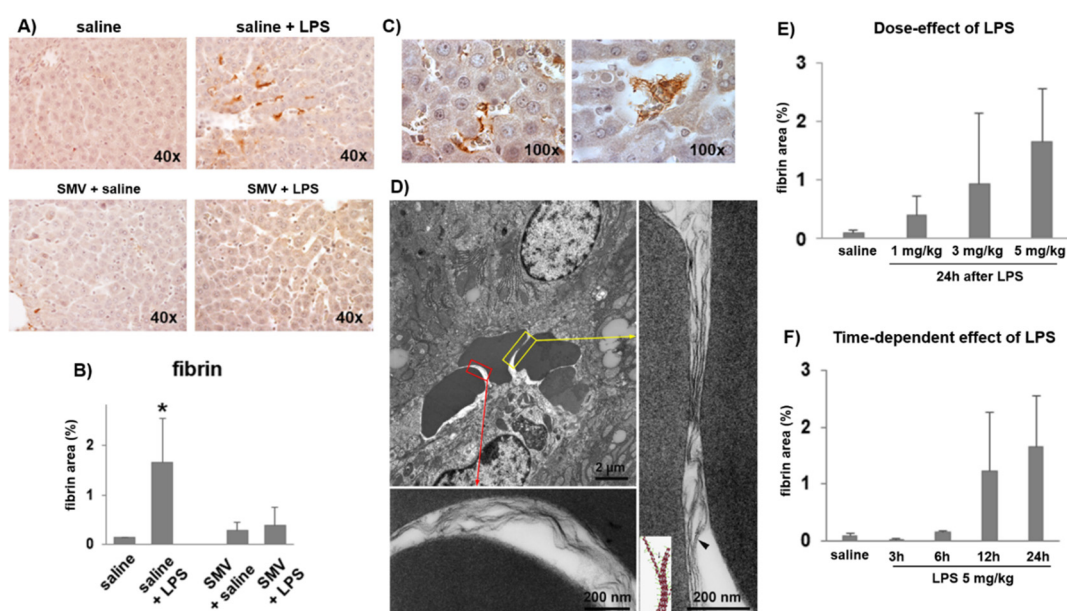 A)
saline
saline + LPS
40x
40x
SMV + saline
SMV + LPS
40x
40x
B)
fibrin
fibrin area (%)
2
1
0
*
saline
saline
+ LPS
SMV
+ saline
SMV
+ LPS
C)
100x
100x
D)
2 µm
200 nm
200 nm
E)
Dose-effect of LPS
fibrin area (%)
3
2
1
0
saline
1 mg/kg
3 mg/kg
5 mg/kg
24h after LPS
F)
Time-dependent effect of LPS
fibrin area (%)
3
2
1
0
saline
3h
6h
12h
24h
LPS 5 mg/kg